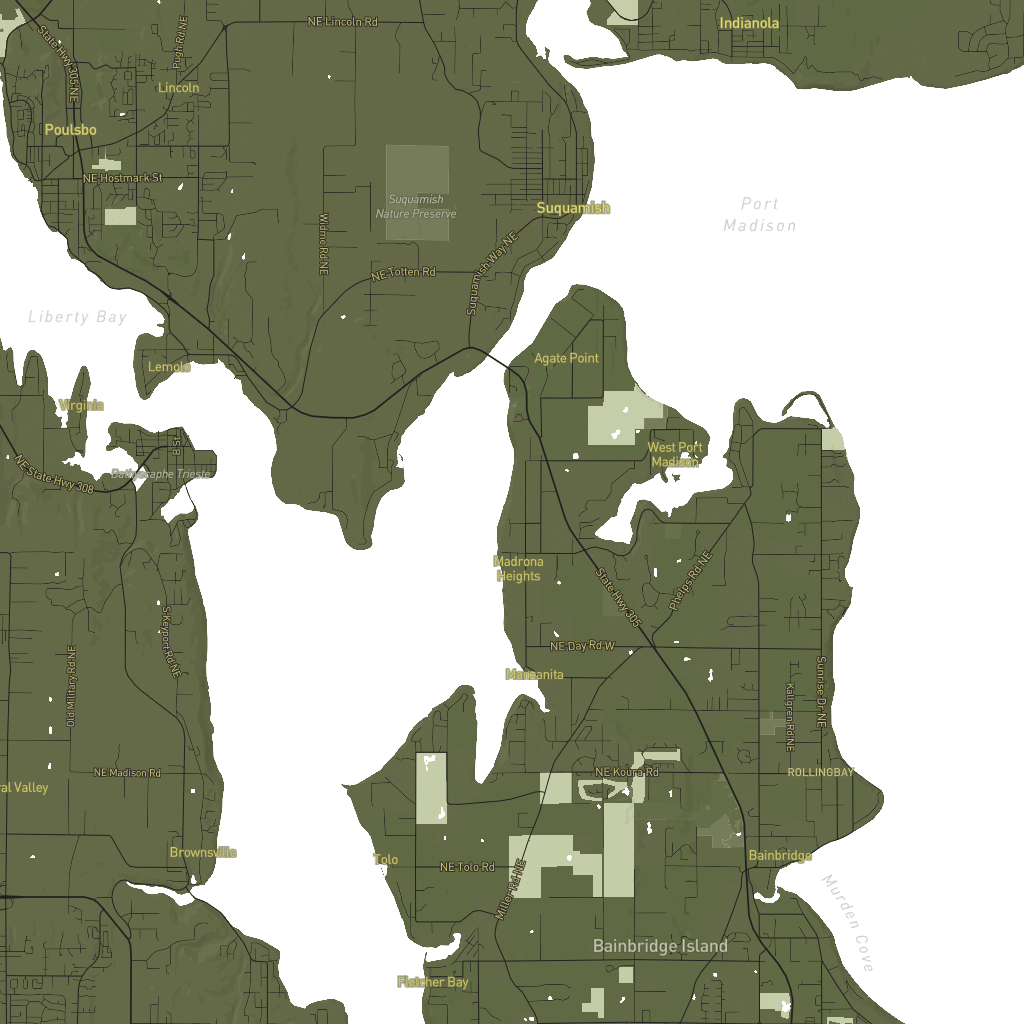 NE Lincoln Rd
Indianola
Pugh Rd NE
State Hwy 305 NE
Lincoln
Poulsbo
NE Hostmark St
Suquamish
Nature Preserve
Suquamish
Port
Madison
Widme Rd NE
Suquamish Way NE
NE Totten Rd
Liberty Bay
Agate Point
Lemolo
Virginia
B St
West Port
Madison
NE State Hwy 308
Bathyscaphe Trieste
Madrona
Heights
State Hwy 305
Phelps Rd NE
S Keyport Rd NE
NE Day Rd W
Old Military Rd NE
Manzanita
Sunrise Dr NE
Kallgren Rd NE
NE Madison Rd
NE Koura Rd
ROLLINGBAY
al Valley
Brownsville
Tolo
NE Tolo Rd
Bainbridge
Miller Rd NE
Murden Cove
Bainbridge Island
Fletcher Bay